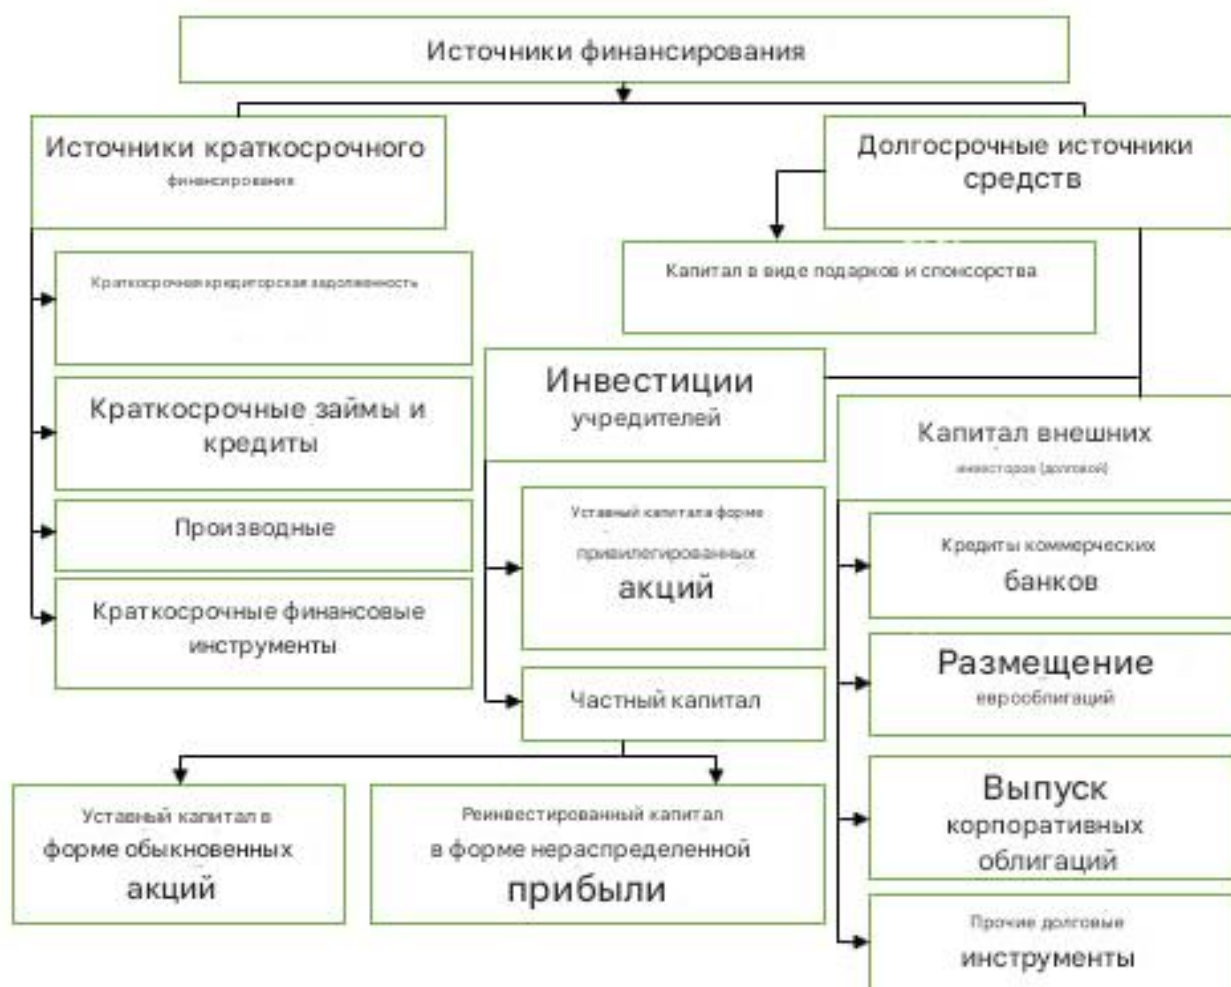 Источники финансирования
Источники краткосрочного
финансирования
Долгосрочные источники
средств
Капитал в виде подарков и спонсорства
Краткосрочная кредиторская задолженность
Краткосрочные займы и
кредиты
Производные
Краткосрочные финансовые
инструменты
Инвестиции
учредителей
Уставный капитала форме
привилегированных
акций
Частный капитал
Уставный капитал в
форме обыкновенных
акций
Реинвестированный капитал
в форме нераспределенной
прибыли
Капитал внешних
инвесторов (долговой)
Кредиты коммерческих
банков
Размещение
еврооблигаций
Выпуск
корпоративных
облигаций
Прочие долговые
инструменты